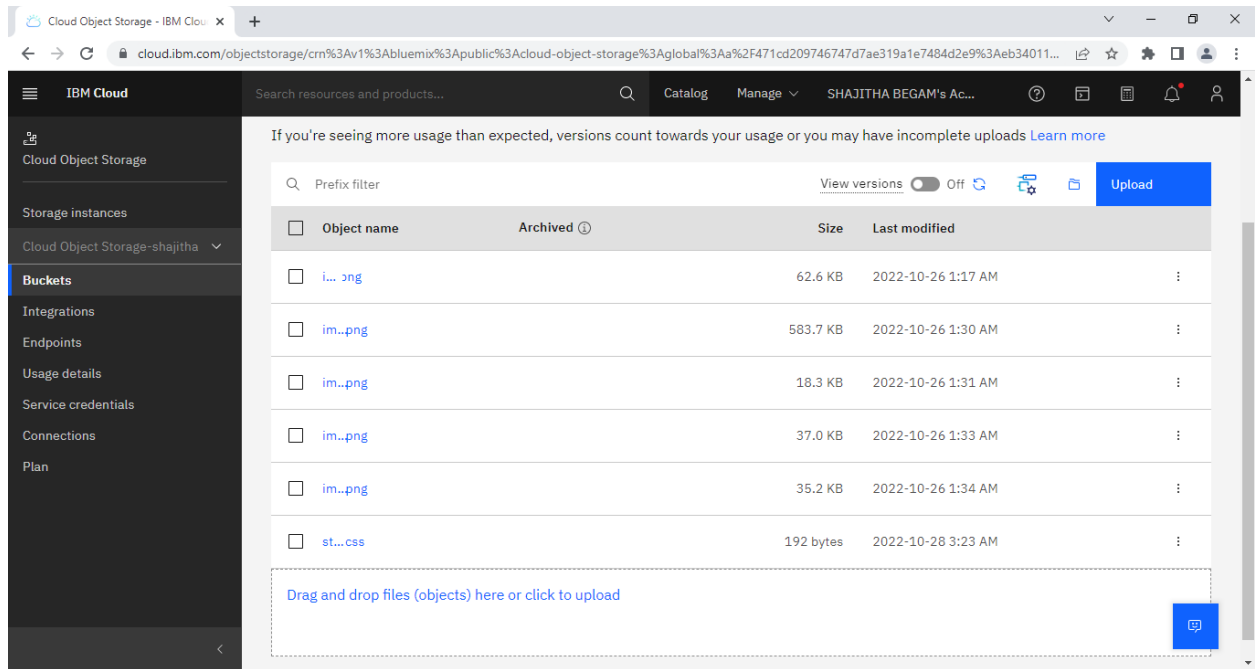 Cloud Object Storage - IBM Clou
cloud.ibm.com/objectstorage/crn%3Av1%3Abluemix%3Apublic%3Acloud-object-storage%3Aglobal%3Aa%2F471cd209746747d7ae319a1e7484d2e9%3Aeb34011...
IBM Cloud
Search resources and products...
Catalog
Manage
SHAJITHA BEGAM's Ac...
Cloud Object Storage
Storage instances
Cloud Object Storage-shajitha
Buckets
Integrations
Endpoints
Usage details
Service credentials
Connections
Plan
If you're seeing more usage than expected, versions count towards your usage or you may have incomplete uploads Learn more
Prefix filter
View versions Off
Upload
Object name Archived Size Last modified
i... png 62.6 KB 2022-10-26 1:17 AM
im...png 583.7 KB 2022-10-26 1:30 AM
im...png 18.3 KB 2022-10-26 1:31 AM
im...png 37.0 KB 2022-10-26 1:33 AM
im...png 35.2 KB 2022-10-26 1:34 AM
st...css 192 bytes 2022-10-28 3:23 AM
Drag and drop files (objects) here or click to upload